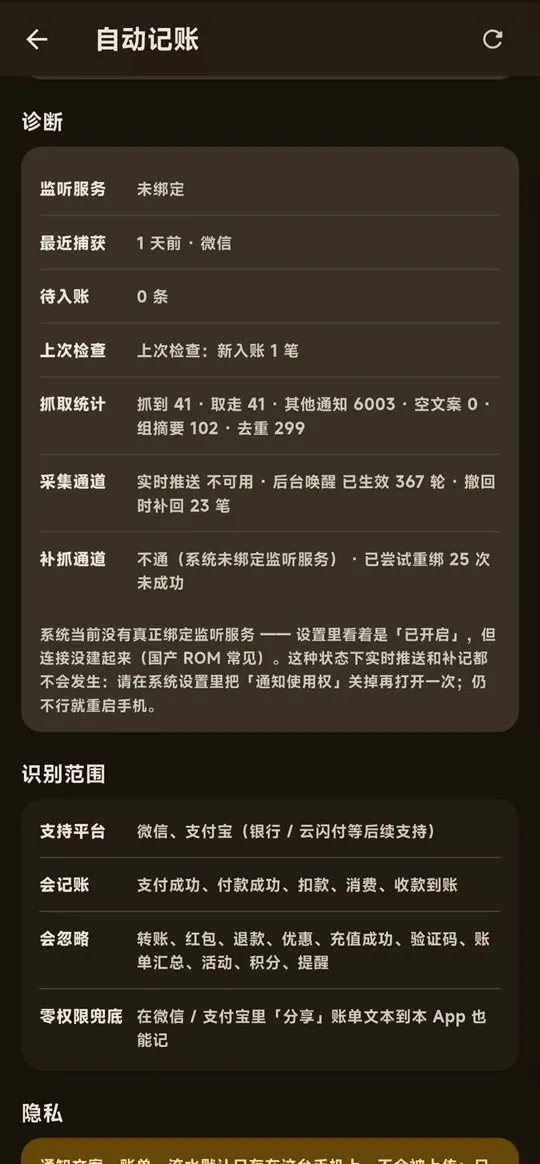 自动记账
诊断
监听服务 未绑定
最近捕获 1 天前 · 微信
待入账 0 条
上次检查 上次检查：新入账 1 笔
抓取统计 抓到 41 · 取走 41 · 其他通知 6003 · 空文案 0 ·
组摘要 102 · 去重 299
采集通道 实时推送 不可用 · 后台唤醒 已生效 367 轮 · 撤回
时补回 23 笔
补抓通道 不通（系统未绑定监听服务） · 已尝试重绑 25 次
未成功
系统当前没有真正绑定监听服务 —— 设置里看着是「已开启」，但
连接没建起来（国产 ROM 常见）。这种状态下实时推送和补记都
不会发生：请在系统设置里把「通知使用权」关掉再打开一次；仍
不行就重启手机。
识别范围
支持平台 微信、支付宝（银行 / 云闪付等后续支持）
会记账 支付成功、付款成功、扣款、消费、收款到账
会忽略 转账、红包、退款、优惠、充值成功、验证码、账
单汇总、活动、积分、提醒
零权限兜底 在微信 / 支付宝里「分享」账单文本到本 App 也
能记
隐私